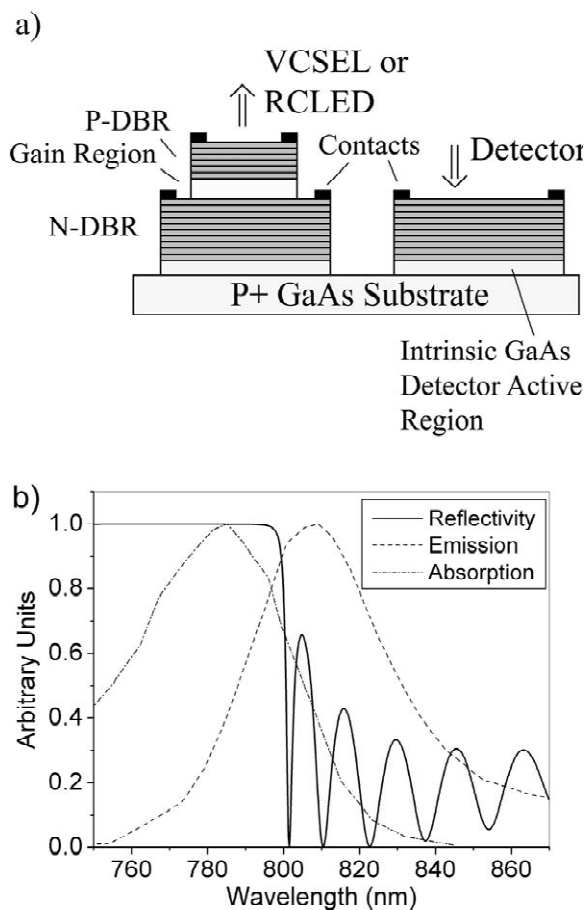 a)
VCSEL or
RCLED
P-DBR
Gain Region
Contacts
Detector
N-DBR
P+ GaAs Substrate
Intrinsic GaAs
Detector Active
Region
b)
Reflectivity
Emission
Absorption
Arbitrary Units
1.0
0.8
0.6
0.4
0.2
0.0
760 780 800 820 840 860
Wavelength (nm)